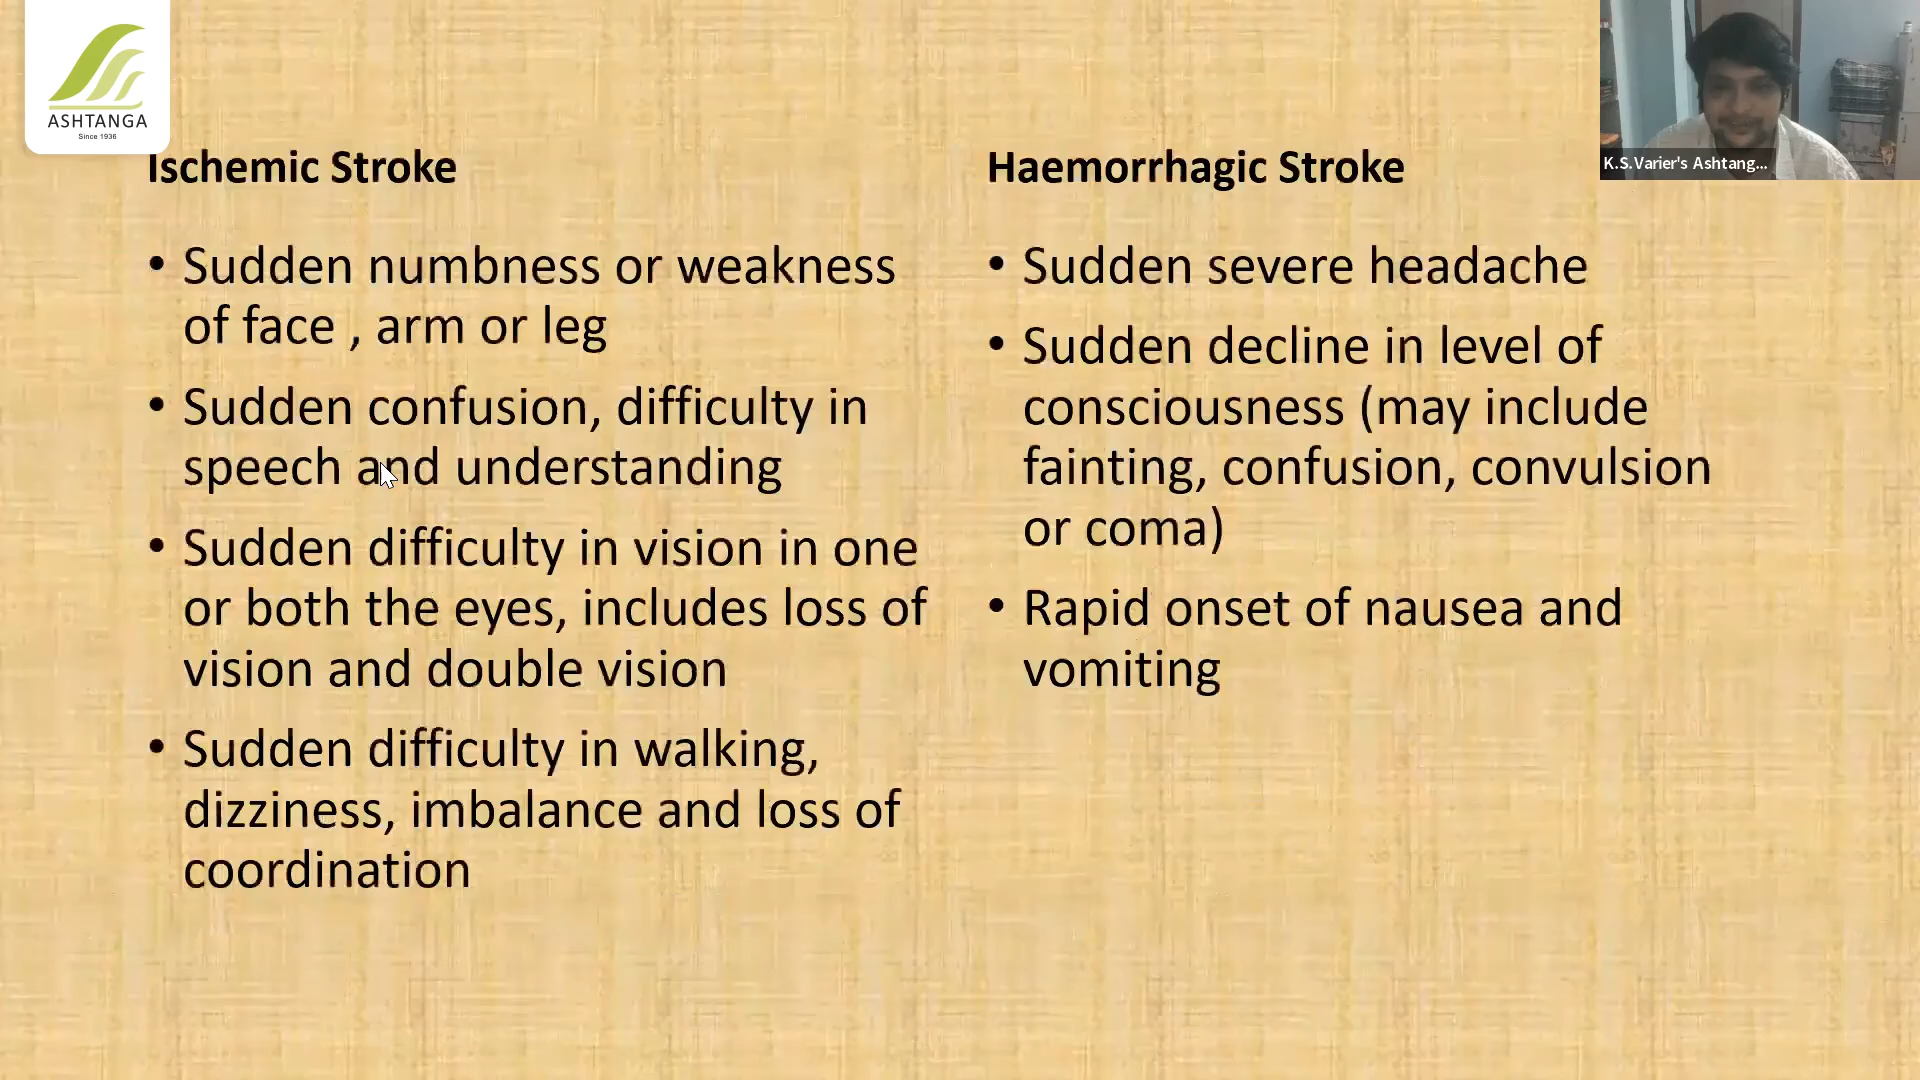 ASHTANGA
Since 1936
K.S.Varier's Ashtang...
Ischemic Stroke
• Sudden numbness or weakness
of face , arm or leg
• Sudden confusion, difficulty in
speech and understanding
• Sudden difficulty in vision in one
or both the eyes, includes loss of
vision and double vision
• Sudden difficulty in walking,
dizziness, imbalance and loss of
coordination
Haemorrhagic Stroke
• Sudden severe headache
• Sudden decline in level of
consciousness (may include
fainting, confusion, convulsion
or coma)
• Rapid onset of nausea and
vomiting